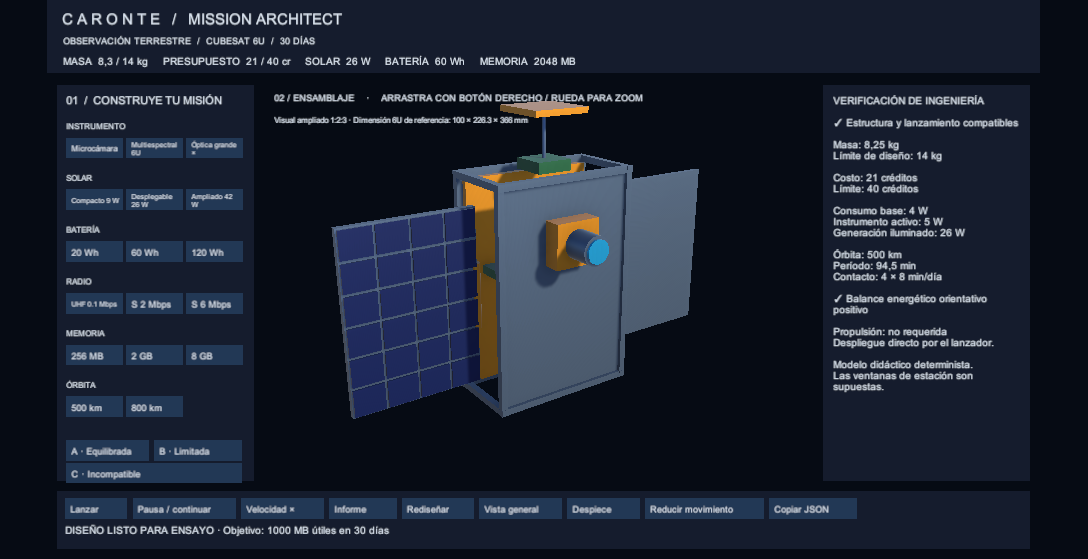 CARONTE / MISSION ARCHITECT
OBSERVACIÓN TERRESTRE / CUBESAT 6U / 30 DÍAS
MASA 8,3 / 14 kg PRESUPUESTO 21 / 40 cr SOLAR 26 W BATERÍA 60 Wh MEMORIA 2048 MB
01 / CONSTRUYE TU MISIÓN
INSTRUMENTO
Microcámara
Multiespectral
6U
Óptica grande
×
SOLAR
Compacto 9 W
Desplegable
26 W
Ampliado 42
W
BATERÍA
20 Wh
60 Wh
120 Wh
RADIO
UHF 0.1 Mbps
S 2 Mbps
S 6 Mbps
MEMORIA
256 MB
2 GB
8 GB
ÓRBITA
500 km
800 km
A · Equilibrada
B · Limitada
C · Incompatible
02 / ENSAMBLAJE · ARRASTRA CON BOTÓN DERECHO / RUEDA PARA ZOOM
Visual ampliado 1:2:3 · Dimensión 6U de referencia: 100 × 226.3 × 366 mm
VERIFICACIÓN DE INGENIERÍA
✓ Estructura y lanzamiento compatibles
Masa: 8,25 kg
Límite de diseño: 14 kg
Costo: 21 créditos
Límite: 40 créditos
Consumo base: 4 W
Instrumento activo: 5 W
Generación iluminado: 26 W
Órbita: 500 km
Período: 94,5 min
Contacto: 4 × 8 min/día
✓ Balance energético orientativo
positivo
Propulsión: no requerida
Despliegue directo por el lanzador.
Modelo didáctico determinista.
Las ventanas de estación son
supuestas.
Lanzar
Pausa / continuar
Velocidad ×
Informe
Rediseñar
Vista general
Despiece
Reducir movimiento
Copiar JSON
DISEÑO LISTO PARA ENSAYO · Objetivo: 1000 MB útiles en 30 días